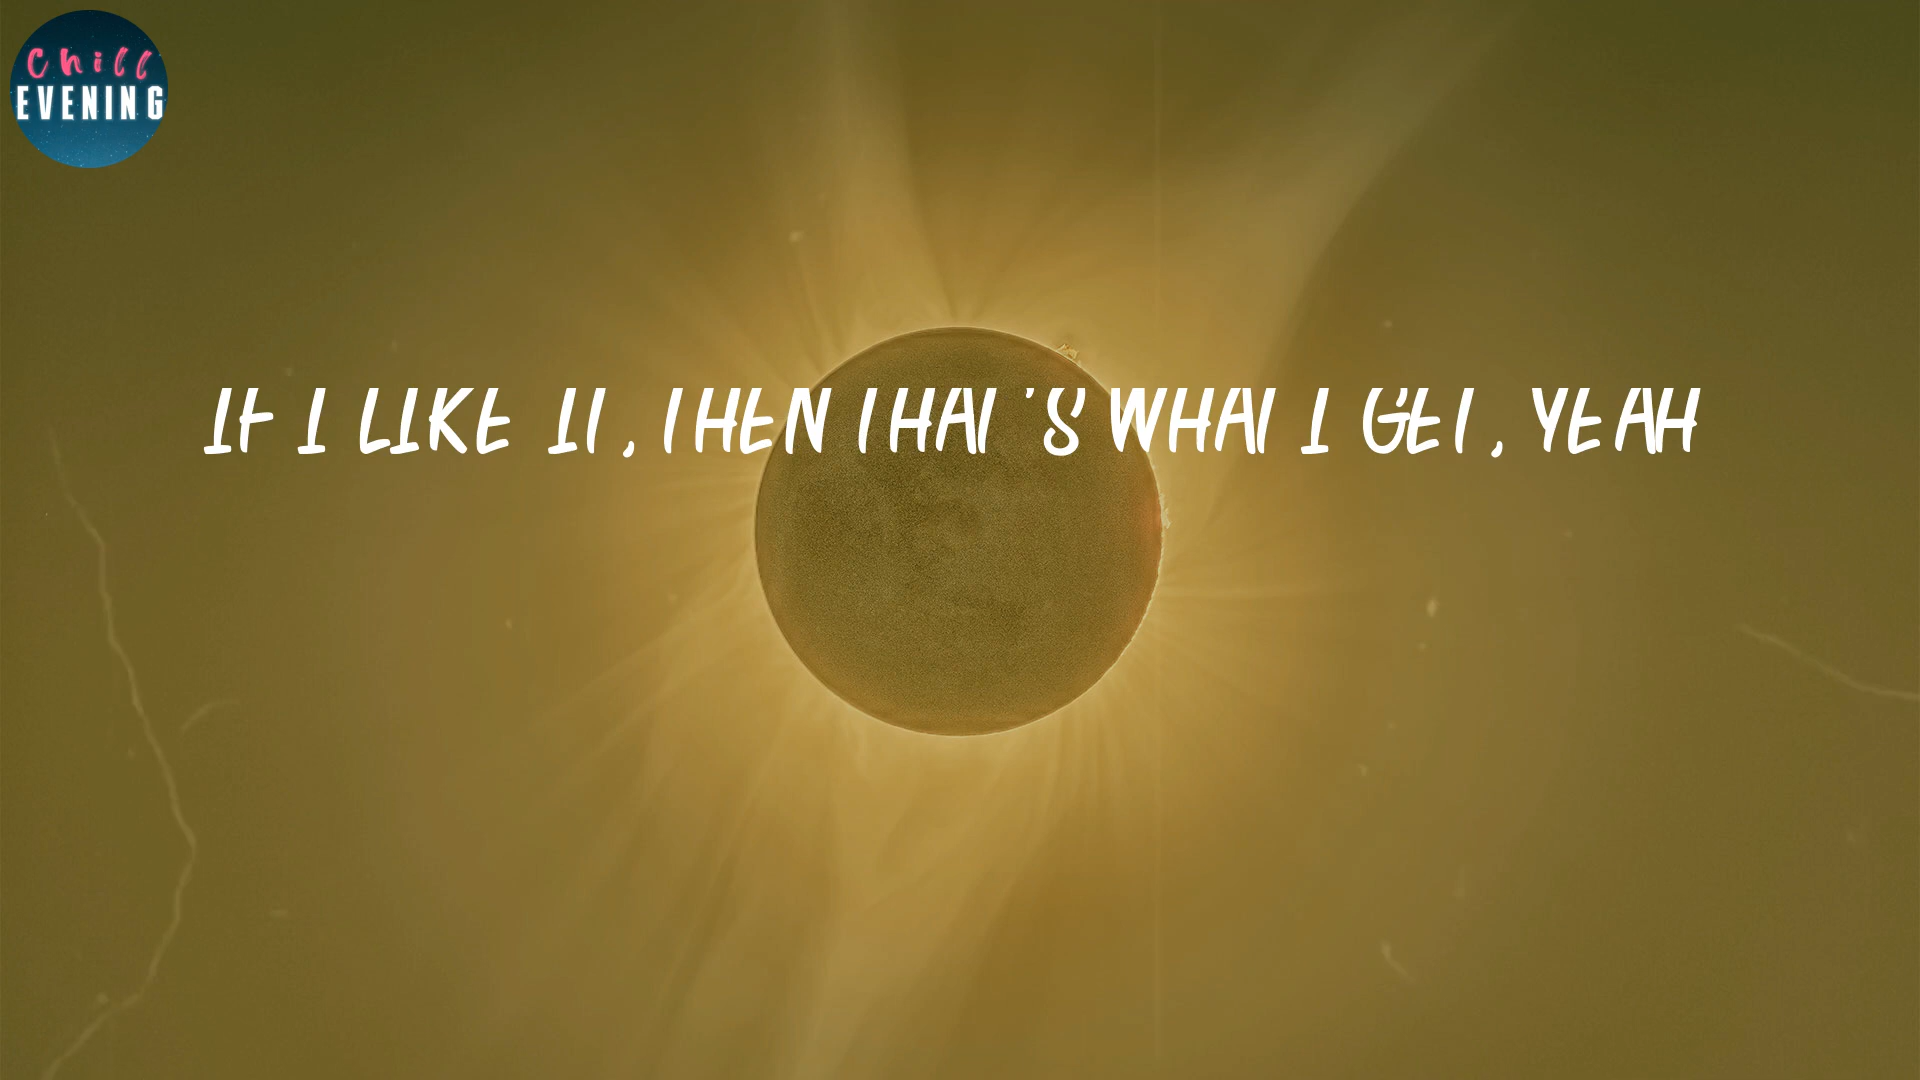 Chill
EVENING
IF I LIKE IT, THEN THAT'S WHAT I GET, YEAH